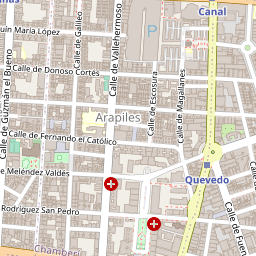 Canal
uin María López
Calle de Galileo
Calle de Vallehermoso
Calle de Donoso Cortés
Calle de Guzmán el Bueno
Calle de Escosura
Calle de Magallanes
Arapiles
Calle de Fernando el Católico
e Meléndez Valdés
Quevedo
Rodríguez San Pedro
Calle de Fuen
Chamberí